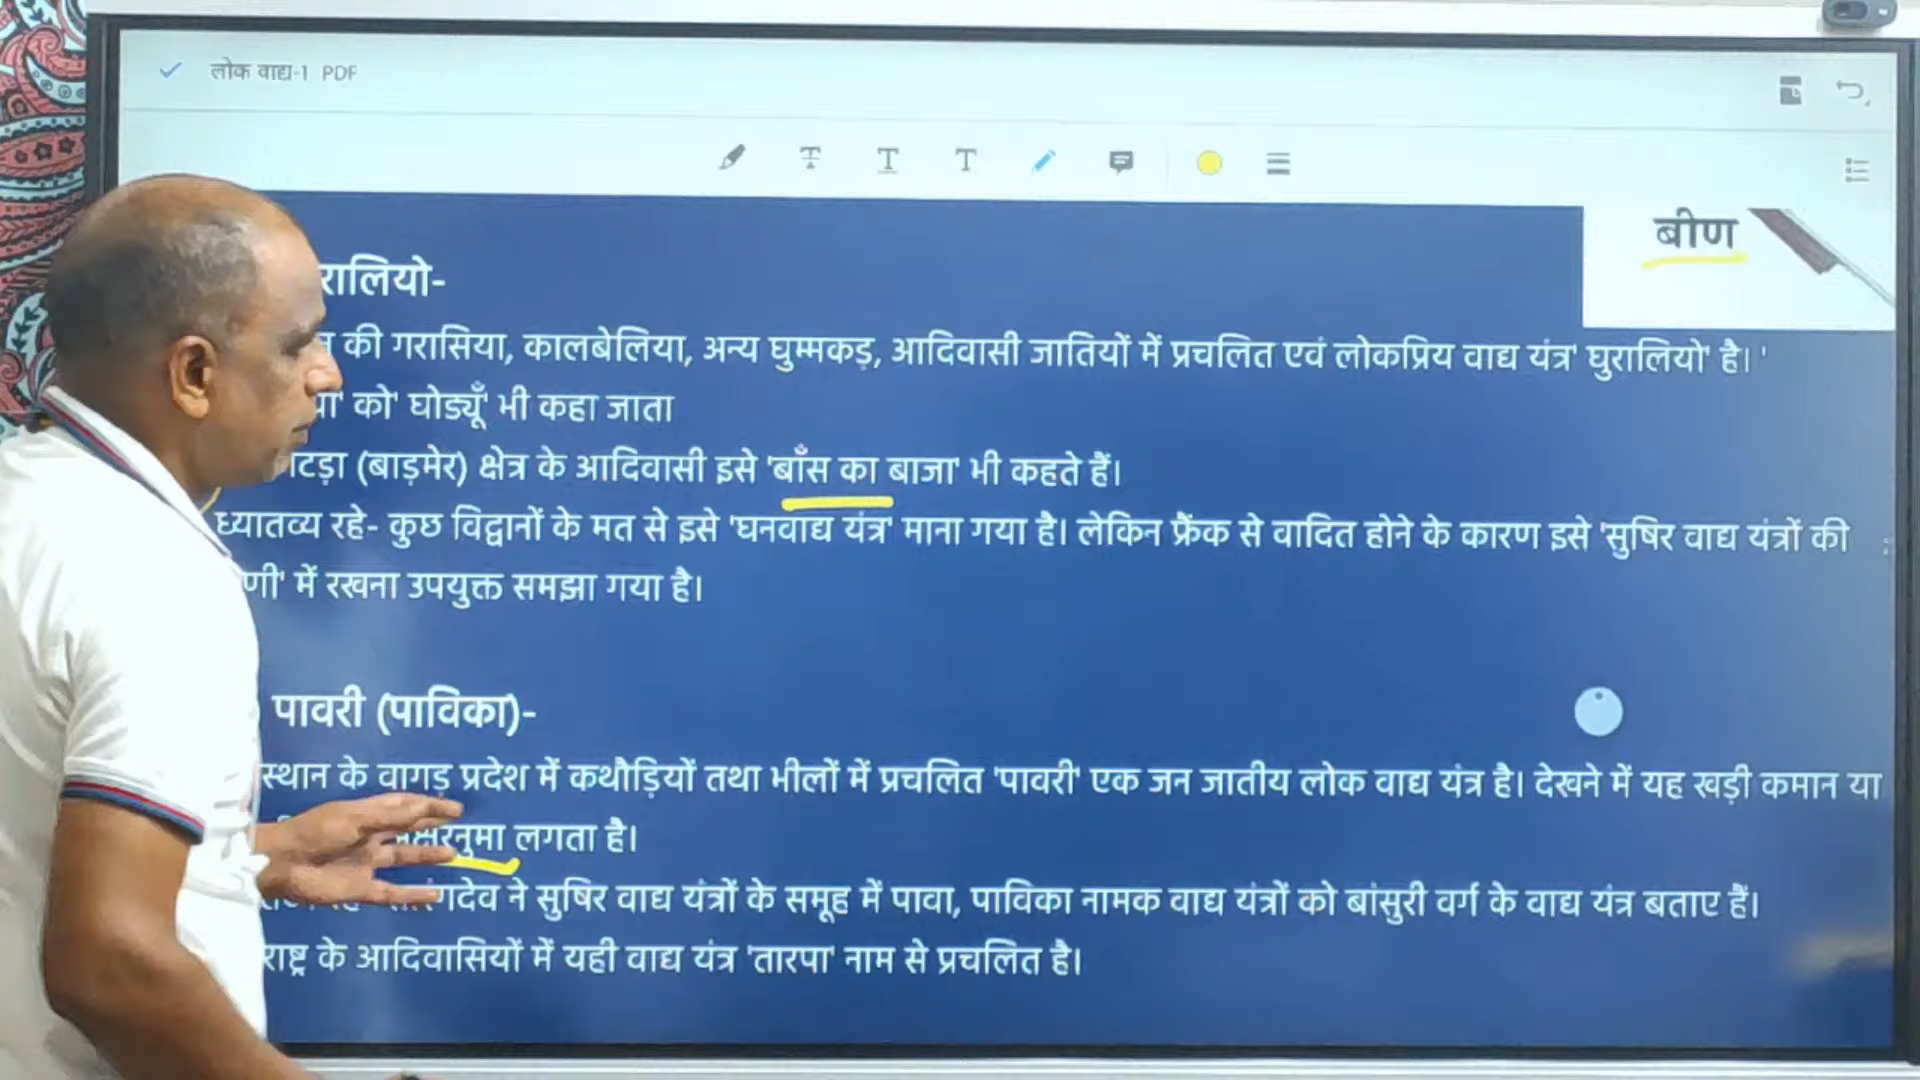 लोक वाद्य-1 PDF
बीण
रालियो-
की गरासिया, कालबेलिया, अन्य घुम्मकड़, आदिवासी जातियों में प्रचलित एवं लोकप्रिय वाद्य यंत्र' घुरालियो' है। '
को' घोड्यूँ' भी कहा जाता
(बाड़मेर) क्षेत्र के आदिवासी इसे 'बाँस का बाजा' भी कहते हैं।
ध्यातव्य रहे- कुछ विद्वानों के मत से इसे 'घनवाद्य यंत्र' माना गया है। लेकिन फ्रैंक से वादित होने के कारण इसे 'सुषिर वाद्य यंत्रों की
णी' में रखना उपयुक्त समझा गया है।
पावरी (पाविका)-
स्थान के वागड़ प्रदेश में कथौड़ियों तथा भीलों में प्रचलित 'पावरी' एक जन जातीय लोक वाद्य यंत्र है। देखने में यह खड़ी कमान या
लगता है।
गदेव ने सुषिर वाद्य यंत्रों के समूह में पावा, पाविका नामक वाद्य यंत्रों को बांसुरी वर्ग के वाद्य यंत्र बताए हैं।
राष्ट्र के आदिवासियों में यही वाद्य यंत्र 'तारपा' नाम से प्रचलित है।